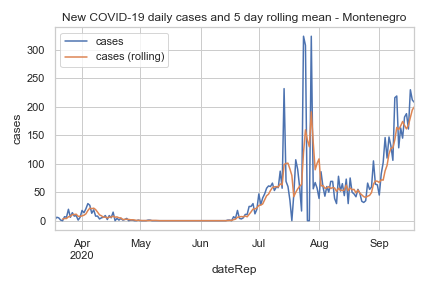 New COVID-19 daily cases and 5 day rolling mean - Montenegro
cases
cases (rolling)
300
250
200
150
100
50
0
cases
Apr
2020
May
Jun
Jul
Aug
Sep
dateRep